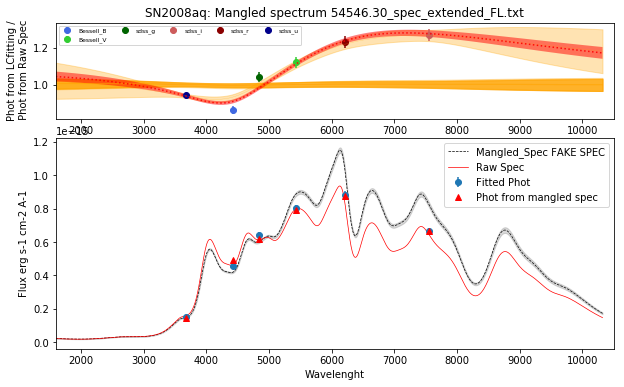 SN2008aq: Mangled spectrum 54546.30_spec_extended_FL.txt
Phot from LCfitting /
Phot from Raw Spec
Bessell_B sdss_g sdss_i sdss_r sdss_u
Bessell_V
1.2
1.0
2000 3000 4000 5000 6000 7000 8000 9000 10000
1e−15
Flux erg s-1 cm-2 A-1
1.2
1.0
0.8
0.6
0.4
0.2
0.0
Mangled_Spec FAKE SPEC
Raw Spec
Fitted Phot
Phot from mangled spec
2000 3000 4000 5000 6000 7000 8000 9000 10000
Wavelenght